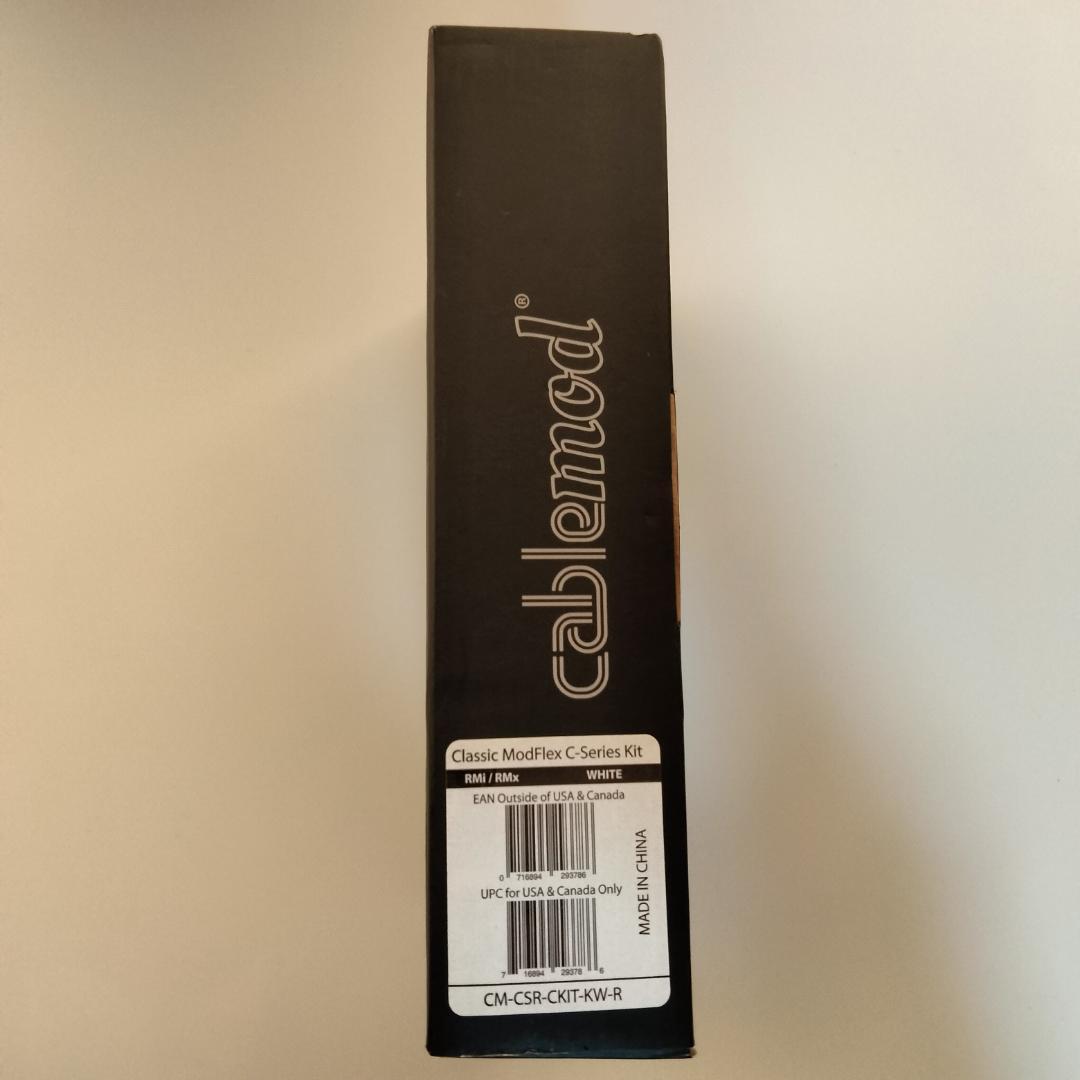 cablemod®
Classic ModFlex C-Series Kit
RMi / RMx WHITE
EAN Outside of USA & Canada
0 716894 293786
UPC for USA & Canada Only
7 16894 29378 6
MADE IN CHINA
CM-CSR-CKIT-KW-R